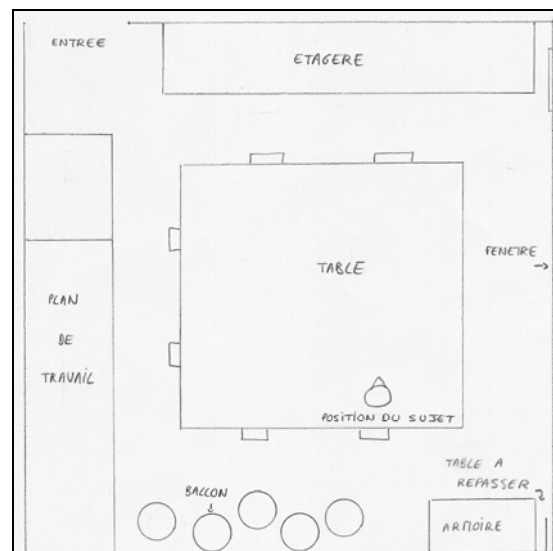 ENTREE
ETAGERE
FENETRE
TABLE
PLAN
DE
TRAVAIL
POSITION DU SUJET
TABLE A
REPASSER
BALLON
ARMOIRE